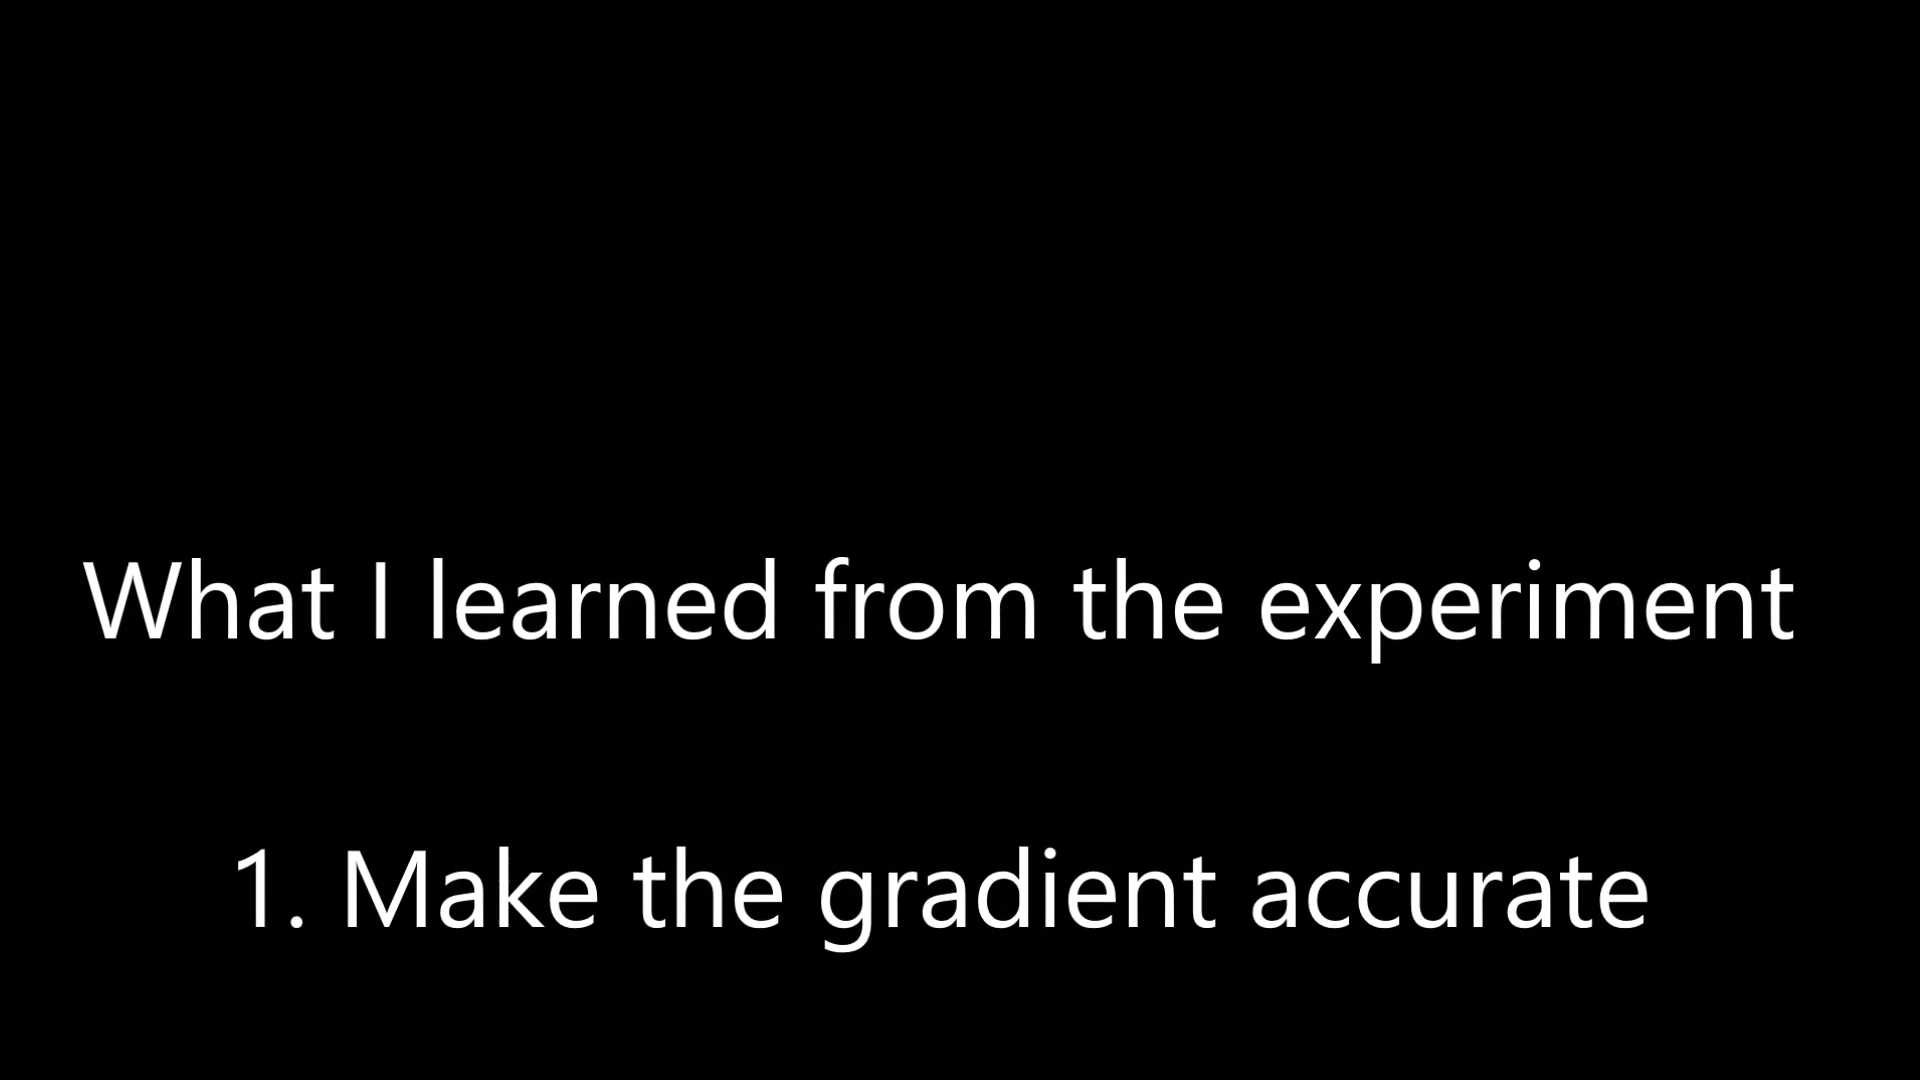 What I learned from the experiment
1. Make the gradient accurate